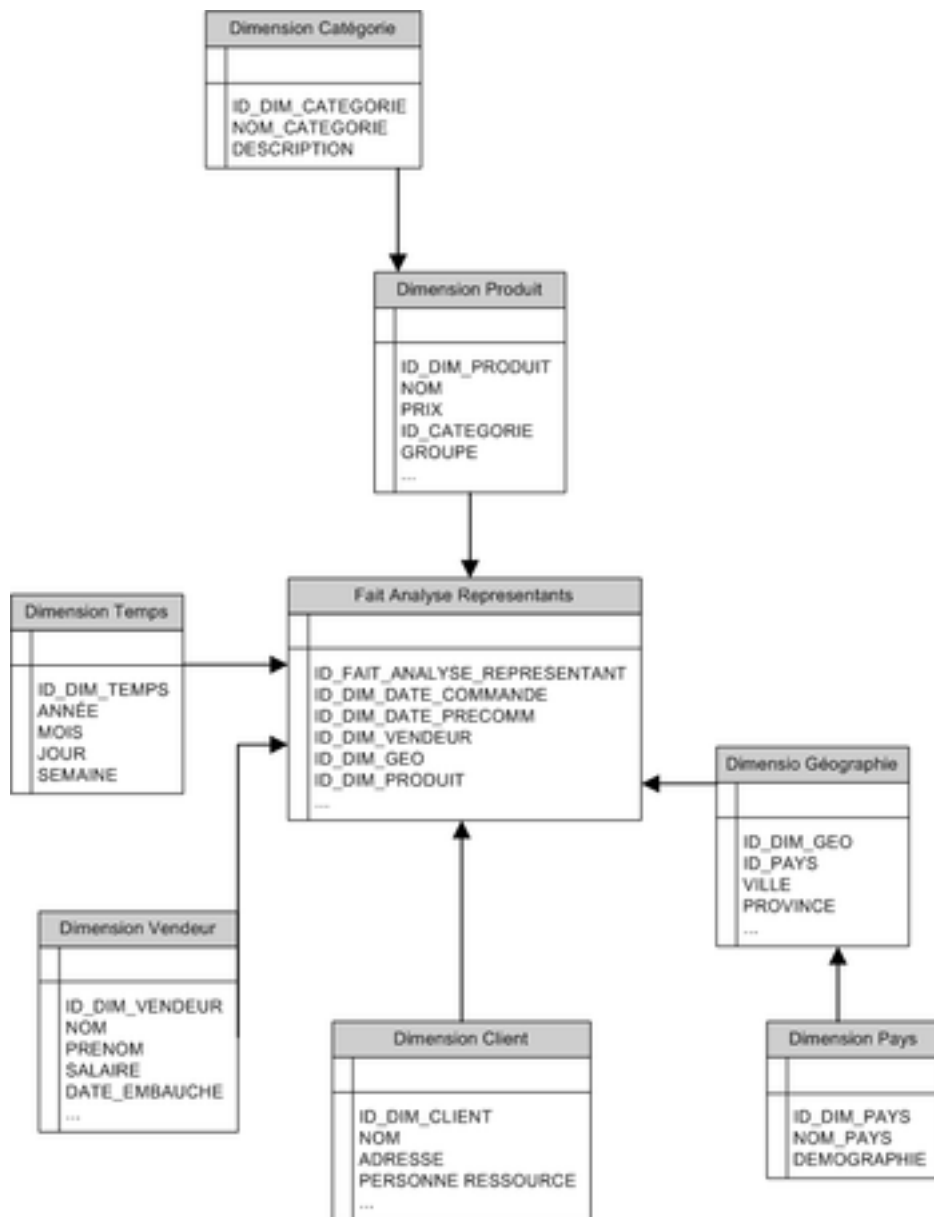 Dimension Catégorie
ID_DIM_CATEGORIE
NOM_CATEGORIE
DESCRIPTION
Dimension Produit
ID_DIM_PRODUIT
NOM
PRIX
ID_CATEGORIE
GROUPE
...
Fait Analyse Representants
ID_FAIT_ANALYSE_REPRESENTANT
ID_DIM_DATE_COMMANDE
ID_DIM_DATE_PRECOMM
ID_DIM_VENDEUR
ID_DIM_GEO
ID_DIM_PRODUIT
...
Dimension Temps
ID_DIM_TEMPS
ANNÉE
MOIS
JOUR
SEMAINE
Dimensio Géographie
ID_DIM_GEO
ID_PAYS
VILLE
PROVINCE
...
Dimension Vendeur
ID_DIM_VENDEUR
NOM
PRENOM
SALAIRE
DATE_EMBAUCHE
...
Dimension Client
ID_DIM_CLIENT
NOM
ADRESSE
PERSONNE RESSOURCE
...
Dimension Pays
ID_DIM_PAYS
NOM_PAYS
DEMOGRAPHIE